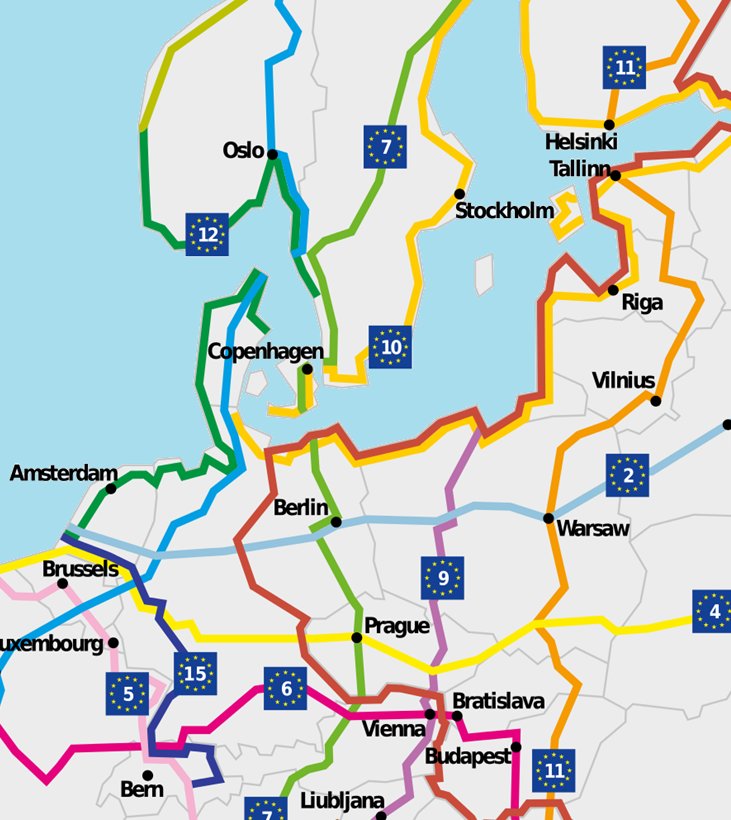 11
Helsinki
7
Oslo
Tallinn
Stockholm
12
Riga
Copenhagen
10
Vilnius
Amsterdam
2
Berlin
Warsaw
Brussels
9
4
Prague
uxembourg
15
6
5
Bratislava
Vienna
Budapest
11
Bern
Liubljana
7